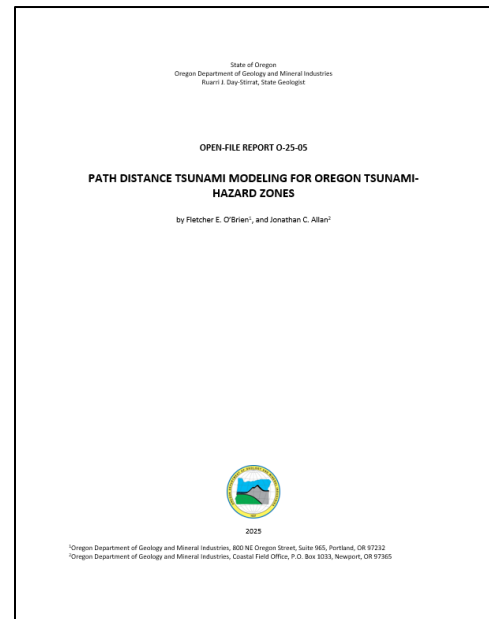 State of Oregon
Oregon Department of Geology and Mineral Industries
Ruarri J. Day-Stirrat, State Geologist
OPEN-FILE REPORT O-25-05
PATH DISTANCE TSUNAMI MODELING FOR OREGON TSUNAMI-
HAZARD ZONES
by Fletcher E. O'Brien¹, and Jonathan C. Allan²
2025
¹Oregon Department of Geology and Mineral Industries, 800 NE Oregon Street, Suite 965, Portland, OR 97232
²Oregon Department of Geology and Mineral Industries, Coastal Field Office, P.O. Box 1033, Newport, OR 97365